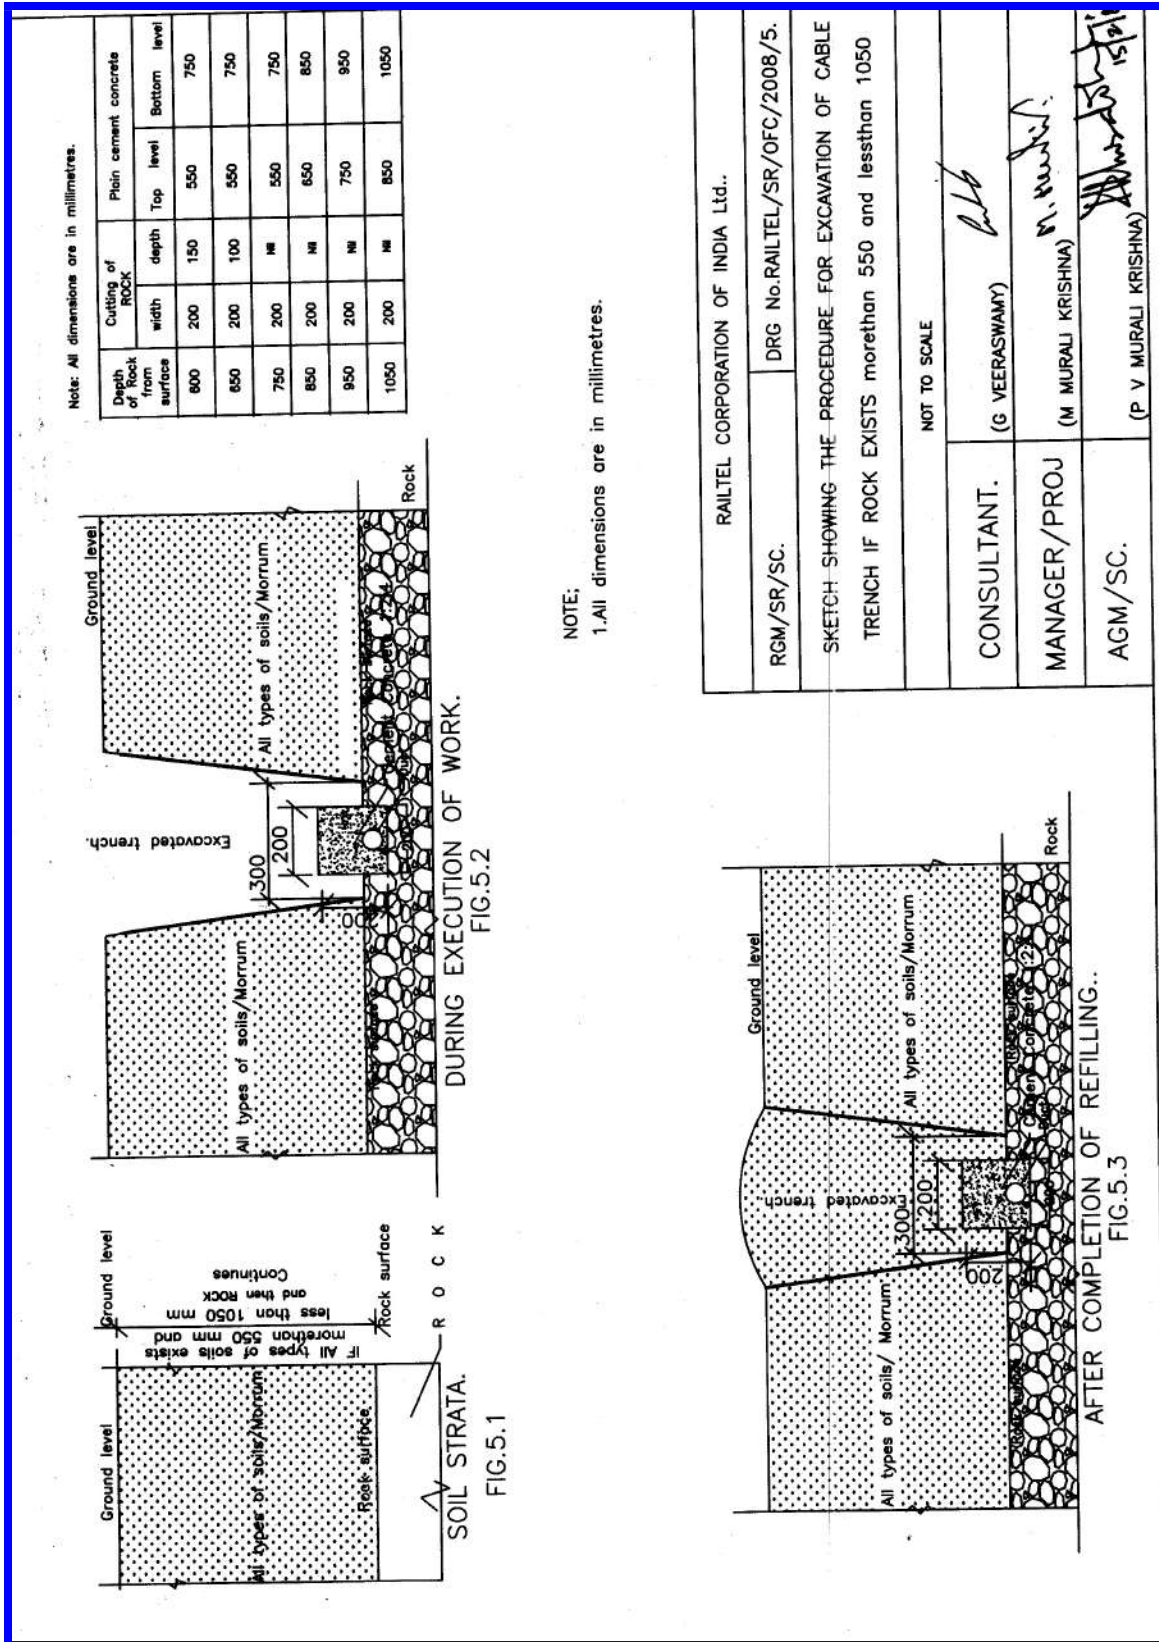 Note: All dimensions are in millimetres.
Depth of Rock from surface | Cutting of ROCK | Plain cement concrete
width | depth | Top level | Bottom level
600 | 200 | 150 | 550 | 750
650 | 200 | 100 | 550 | 750
750 | 200 | Nil | 550 | 750
850 | 200 | Nil | 650 | 850
950 | 200 | Nil | 750 | 950
1050 | 200 | Nil | 850 | 1050
Ground level
All types of soils/Morrum
Rock surface
Ground level
IF All types of soils exists
morethan 550 mm and
less than 1050 mm
and then ROCK
Continues
Rock surface
R O C K
SOIL STRATA.
FIG.5.1
Ground level
Excavated trench.
All types of soils/Morrum
All types of soils/Morrum
300
200
200
Rock
DURING EXECUTION OF WORK.
FIG.5.2
NOTE;
1.All dimensions are in millimetres.
Ground level
Excavated trench.
All types of soils/ Morrum
All types of soils/Morrum
300
200
200
Rock surface
Cement Concrete 1:2:4
Rock
AFTER COMPLETION OF REFILLING..
FIG.5.3
RAILTEL CORPORATION OF INDIA Ltd..
RGM/SR/SC. | DRG No.RAILTEL/SR/OFC/2008/5.
SKETCH SHOWING THE PROCEDURE FOR EXCAVATION OF CABLE
TRENCH IF ROCK EXISTS morethan 550 and lessthan 1050
NOT TO SCALE
CONSULTANT. (G VEERASWAMY)
MANAGER/PROJ (M MURALI KRISHNA)
AGM/SC. (P V MURALI KRISHNA)